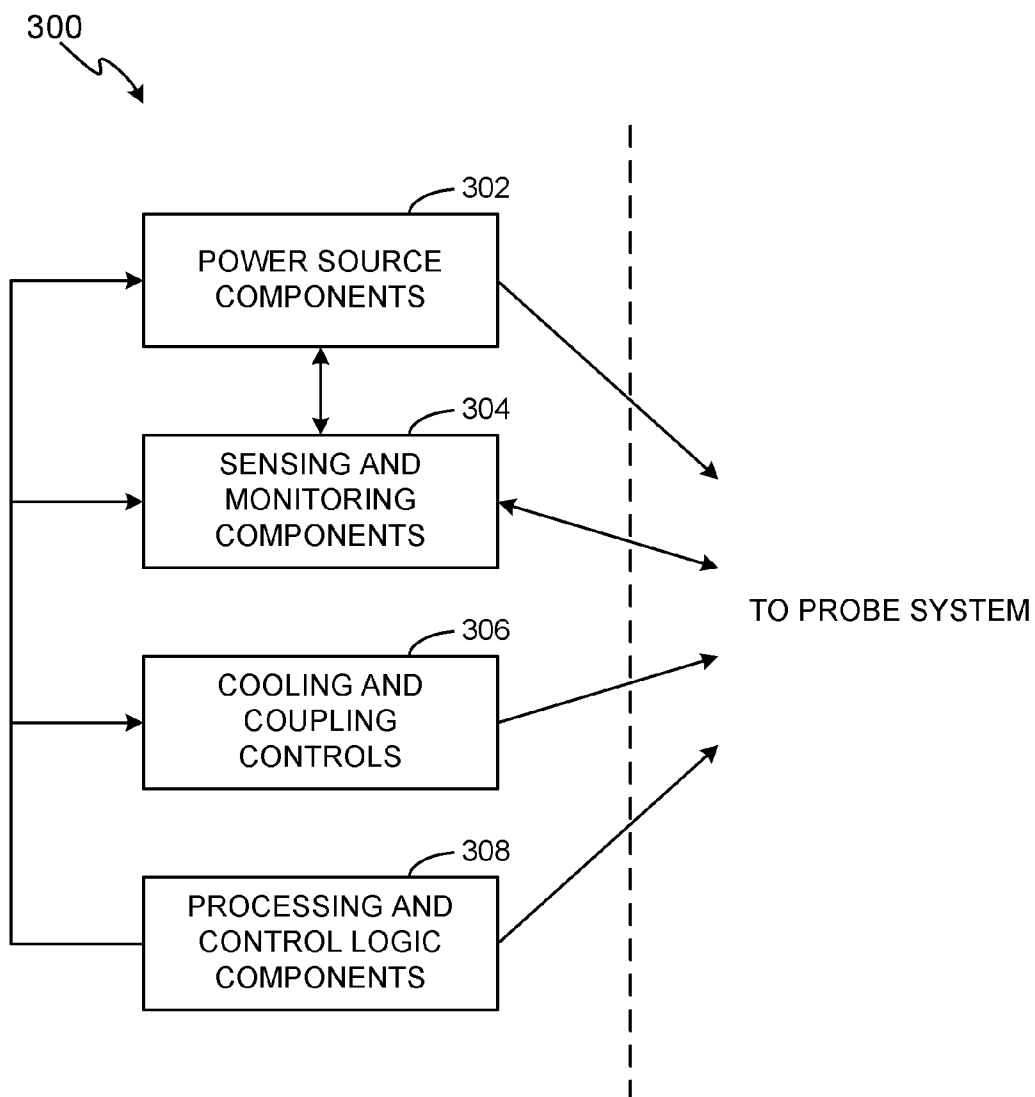 300
302
POWER SOURCE
COMPONENTS
304
SENSING AND
MONITORING
COMPONENTS
TO PROBE SYSTEM
306
COOLING AND
COUPLING
CONTROLS
308
PROCESSING AND
CONTROL LOGIC
COMPONENTS